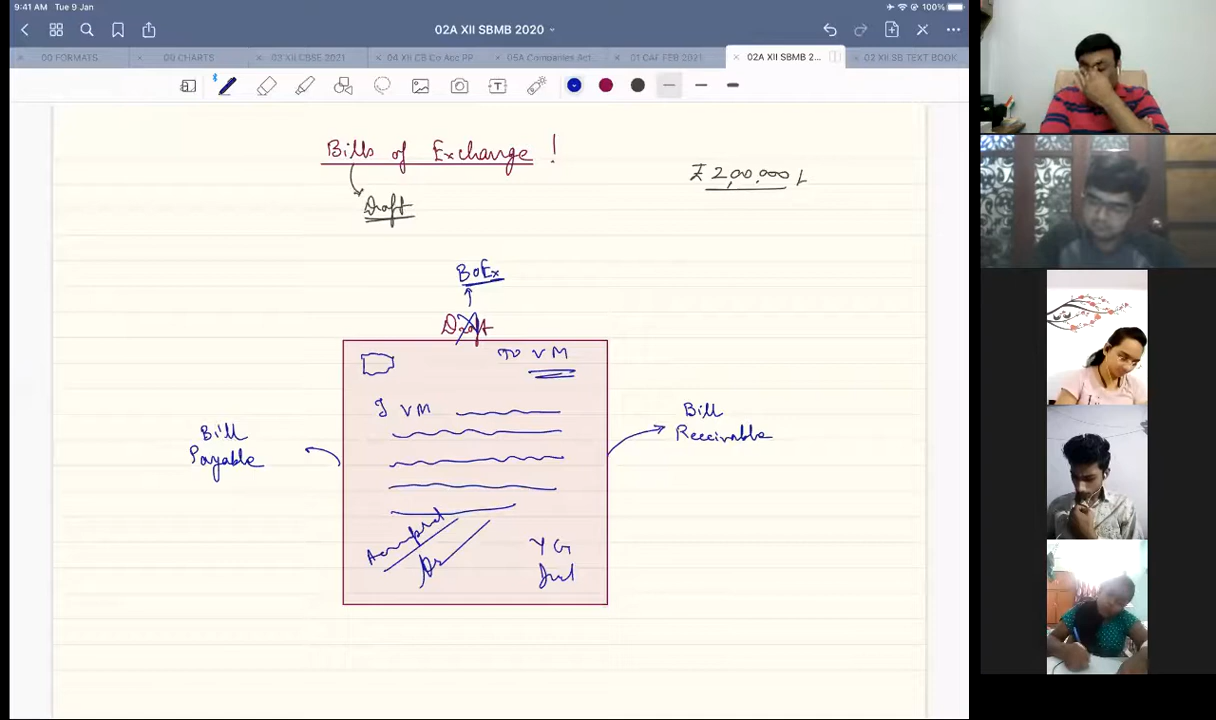 9:41 AM Tue 9 Jan
100%
02A XII SBMB 2020
00 FORMATS
00 CHARTS
03 XII CBSE 2021
04 XII CB Co Acc PP
05A Companies Act
01 CAF FEB 2021
02A XII SBMB 2...
02 XII SB TEXT BOOK
Bills of Exchange !
₹ 2,00,000 L
Draft
BoEx
Draft
To VM
I VM
Bill
Receivable
Bill
Payable
Accepted
YG